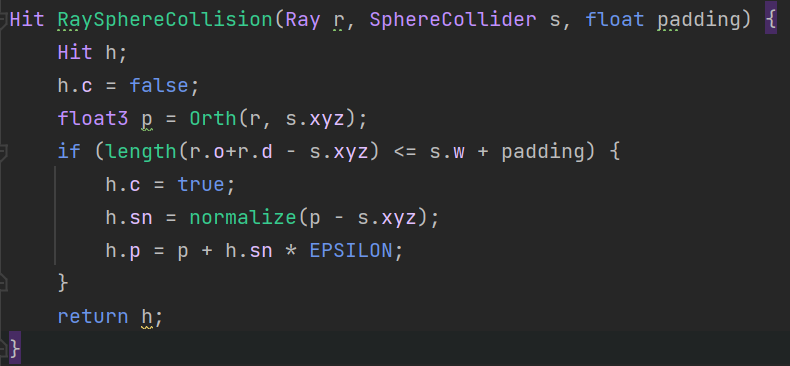 Hit RaySphereCollision(Ray r, SphereCollider s, float padding) {
    Hit h;
    h.c = false;
    float3 p = Orth(r, s.xyz);
    if (length(r.o+r.d - s.xyz) <= s.w + padding) {
        h.c = true;
        h.sn = normalize(p - s.xyz);
        h.p = p + h.sn * EPSILON;
    }
    return h;
}